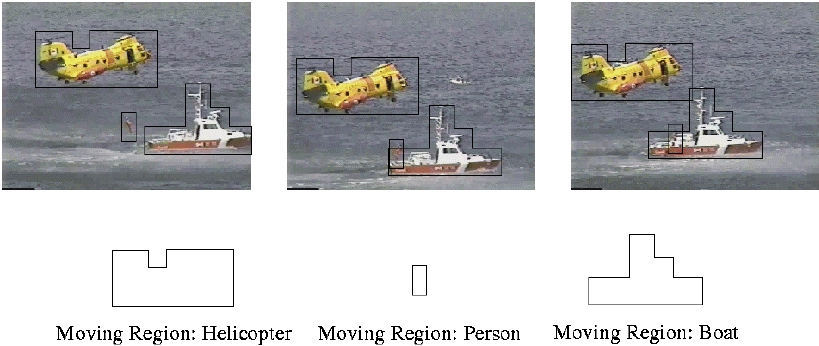 Moving Region: Helicopter
Moving Region: Person
Moving Region: Boat